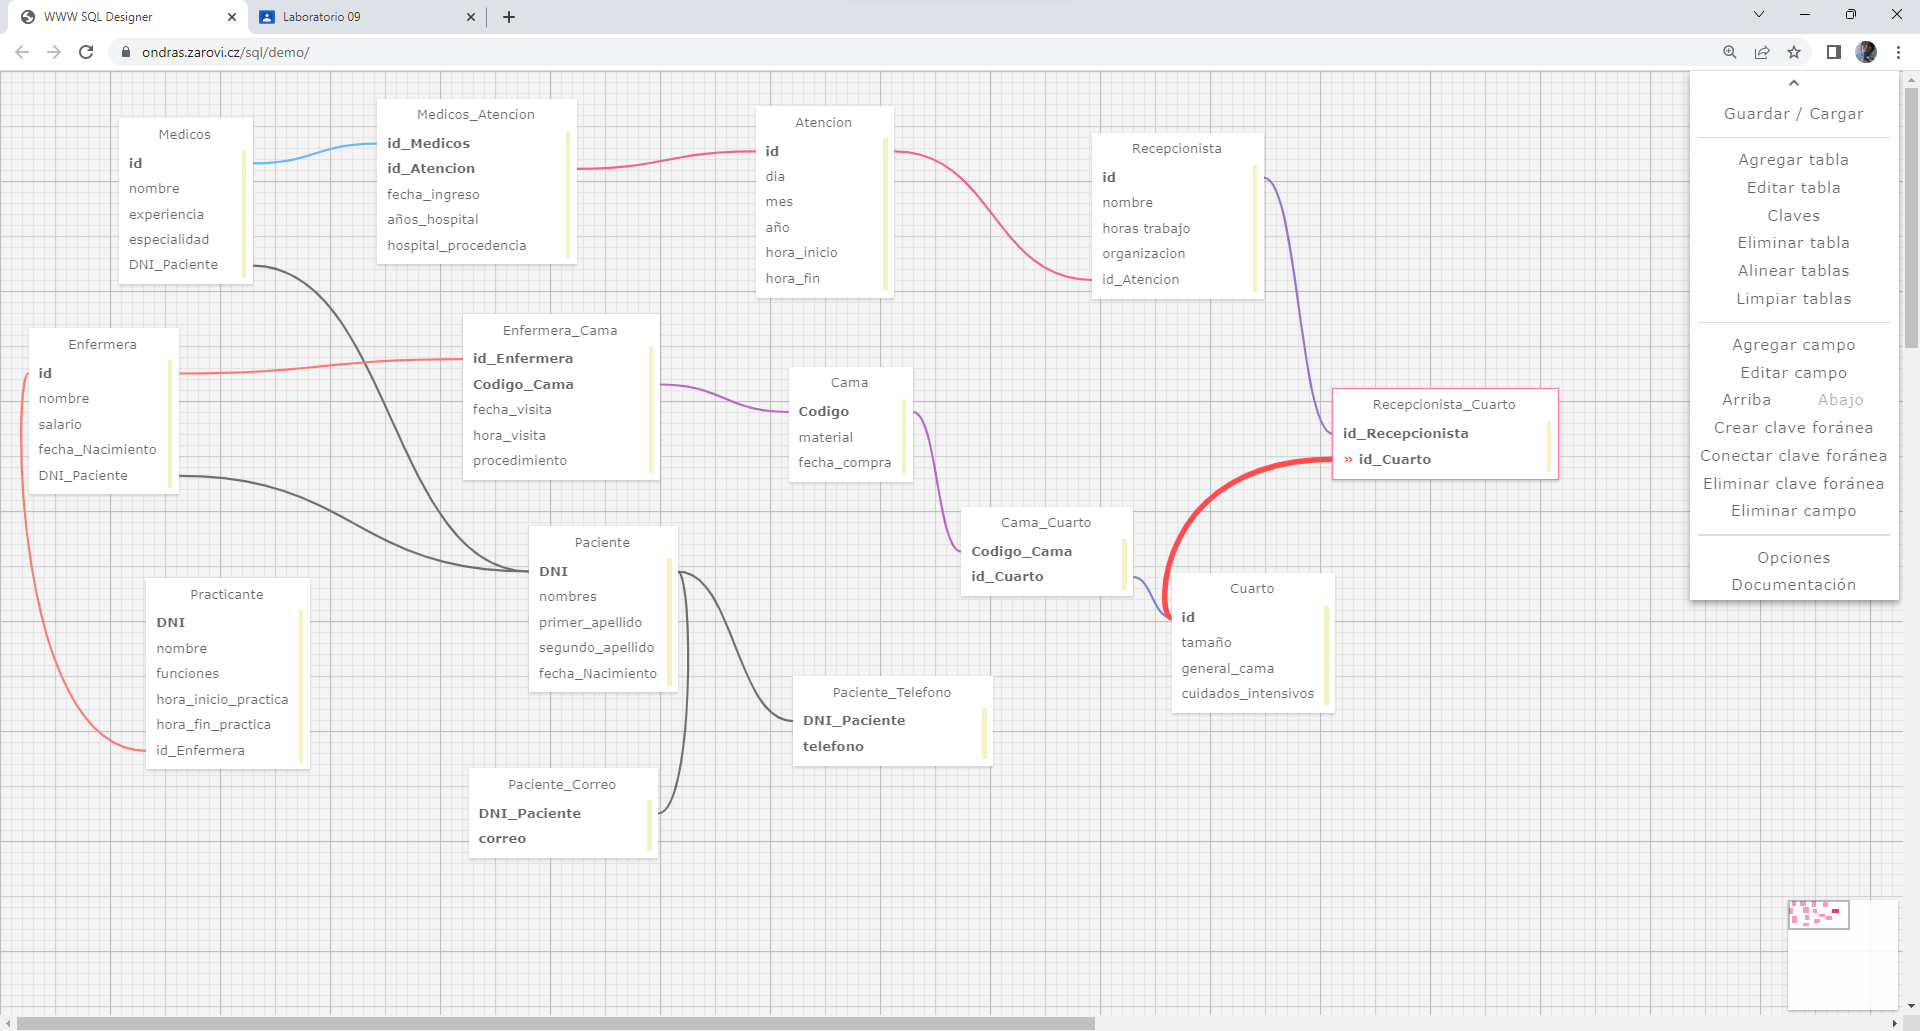 WWW SQL Designer
Laboratorio 09
ondras.zarovi.cz/sql/demo/
Medicos
id
nombre
experiencia
especialidad
DNI_Paciente
Medicos_Atencion
id_Medicos
id_Atencion
fecha_ingreso
años_hospital
hospital_procedencia
Atencion
id
dia
mes
año
hora_inicio
hora_fin
Recepcionista
id
nombre
horas trabajo
organizacion
id_Atencion
Enfermera
id
nombre
salario
fecha_Nacimiento
DNI_Paciente
Enfermera_Cama
id_Enfermera
Codigo_Cama
fecha_visita
hora_visita
procedimiento
Cama
Codigo
material
fecha_compra
Recepcionista_Cuarto
id_Recepcionista
» id_Cuarto
Cama_Cuarto
Codigo_Cama
id_Cuarto
Paciente
DNI
nombres
primer_apellido
segundo_apellido
fecha_Nacimiento
Practicante
DNI
nombre
funciones
hora_inicio_practica
hora_fin_practica
id_Enfermera
Cuarto
id
tamaño
general_cama
cuidados_intensivos
Paciente_Telefono
DNI_Paciente
telefono
Paciente_Correo
DNI_Paciente
correo
Guardar / Cargar
Agregar tabla
Editar tabla
Claves
Eliminar tabla
Alinear tablas
Limpiar tablas
Agregar campo
Editar campo
Arriba Abajo
Crear clave foránea
Conectar clave foránea
Eliminar clave foránea
Eliminar campo
Opciones
Documentación